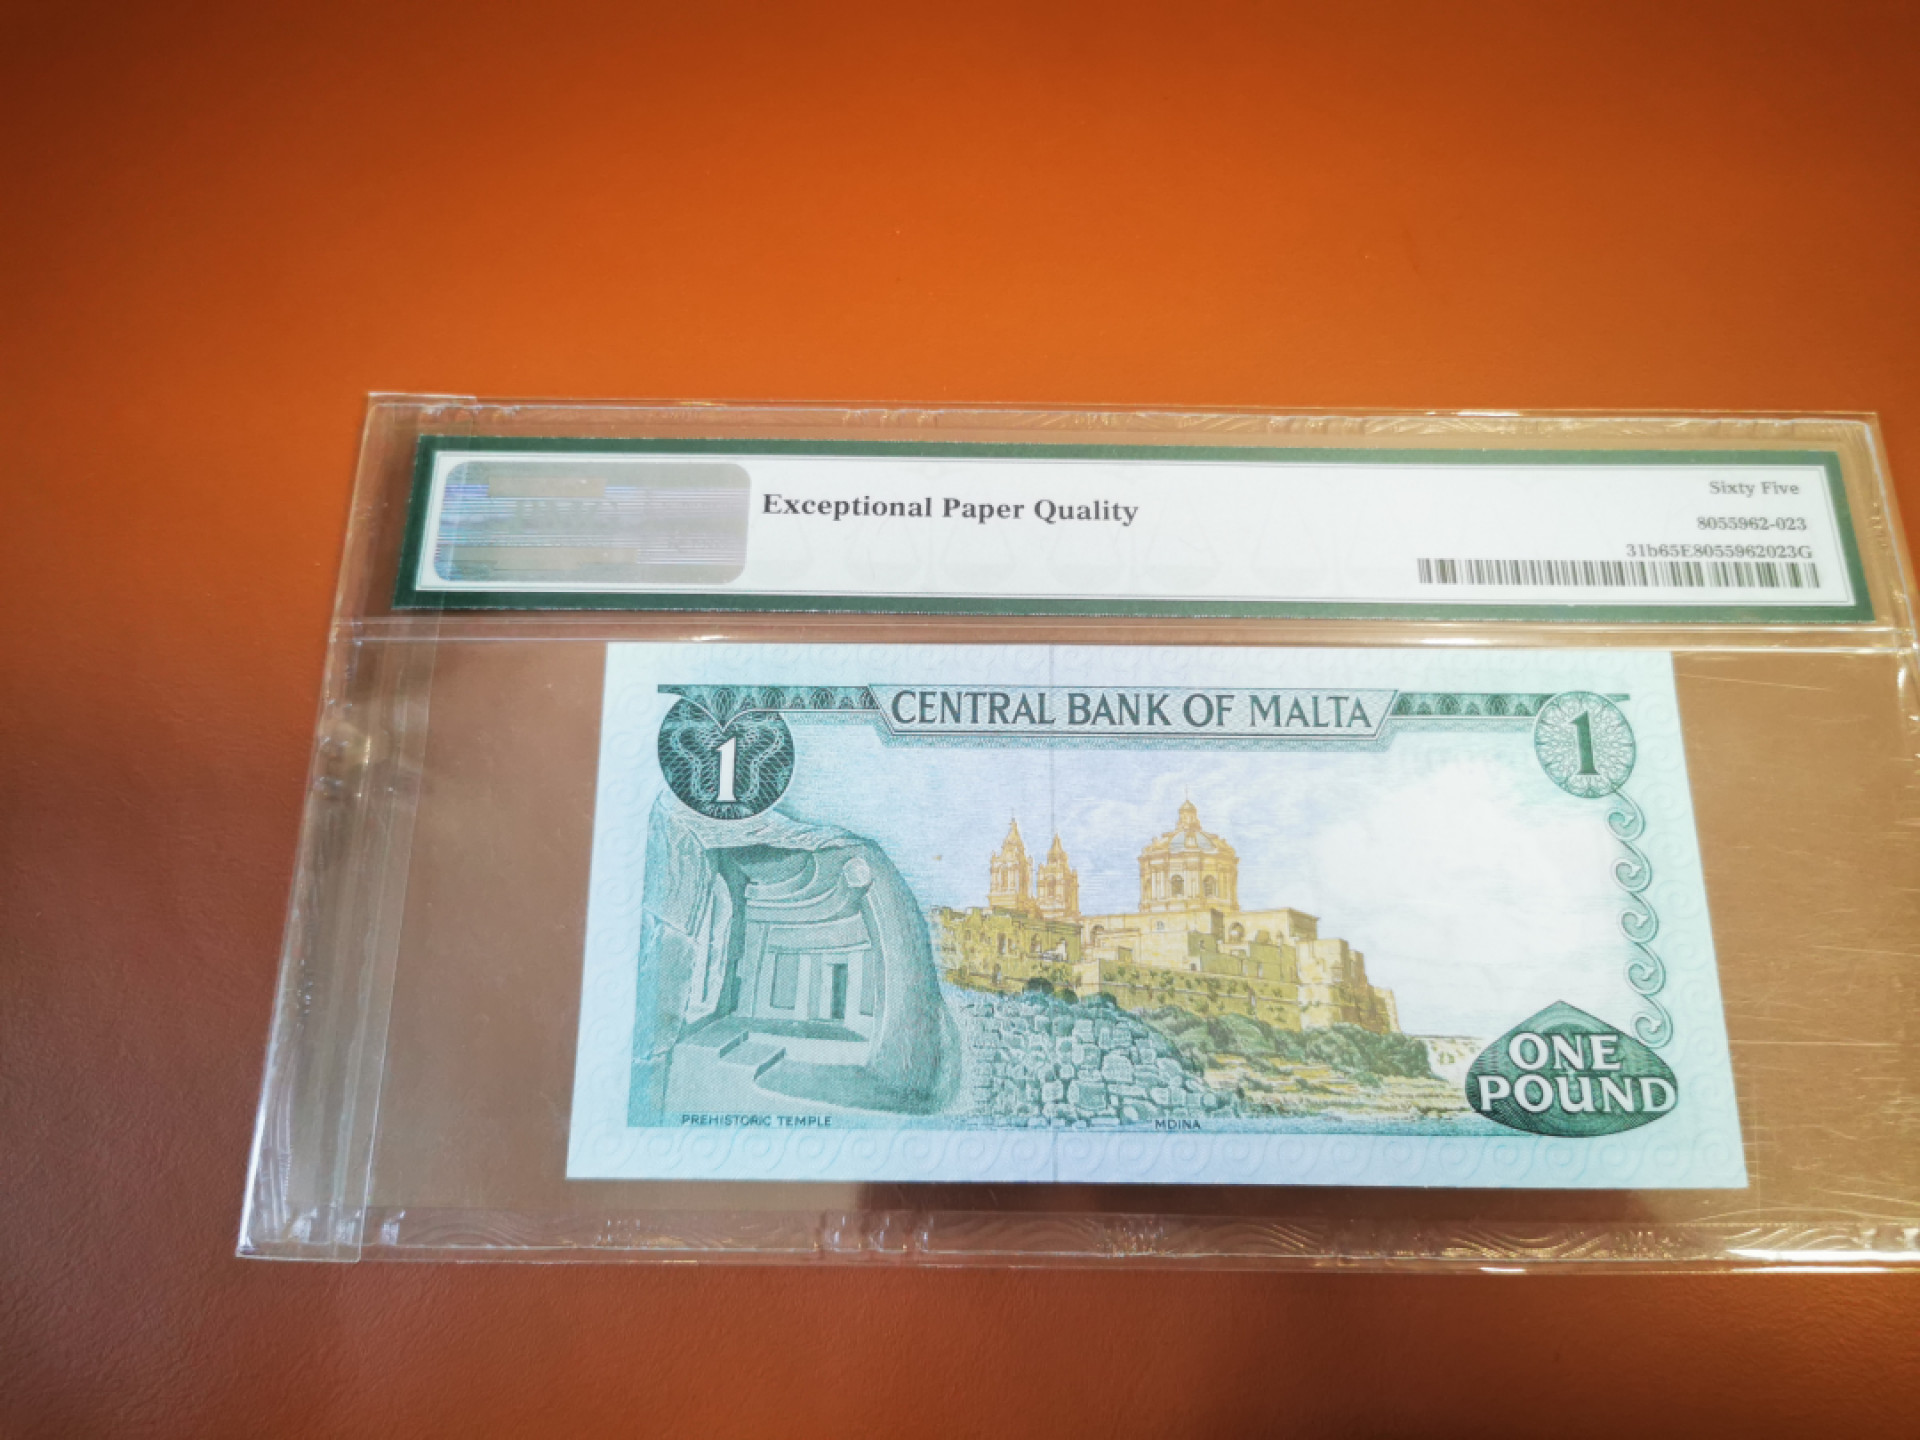 Exceptional Paper Quality
Sixty Five
8055962-023
31b65E8055962023G
CENTRAL BANK OF MALTA
1
1
ONE
POUND
PREHISTORIC TEMPLE
MDINA